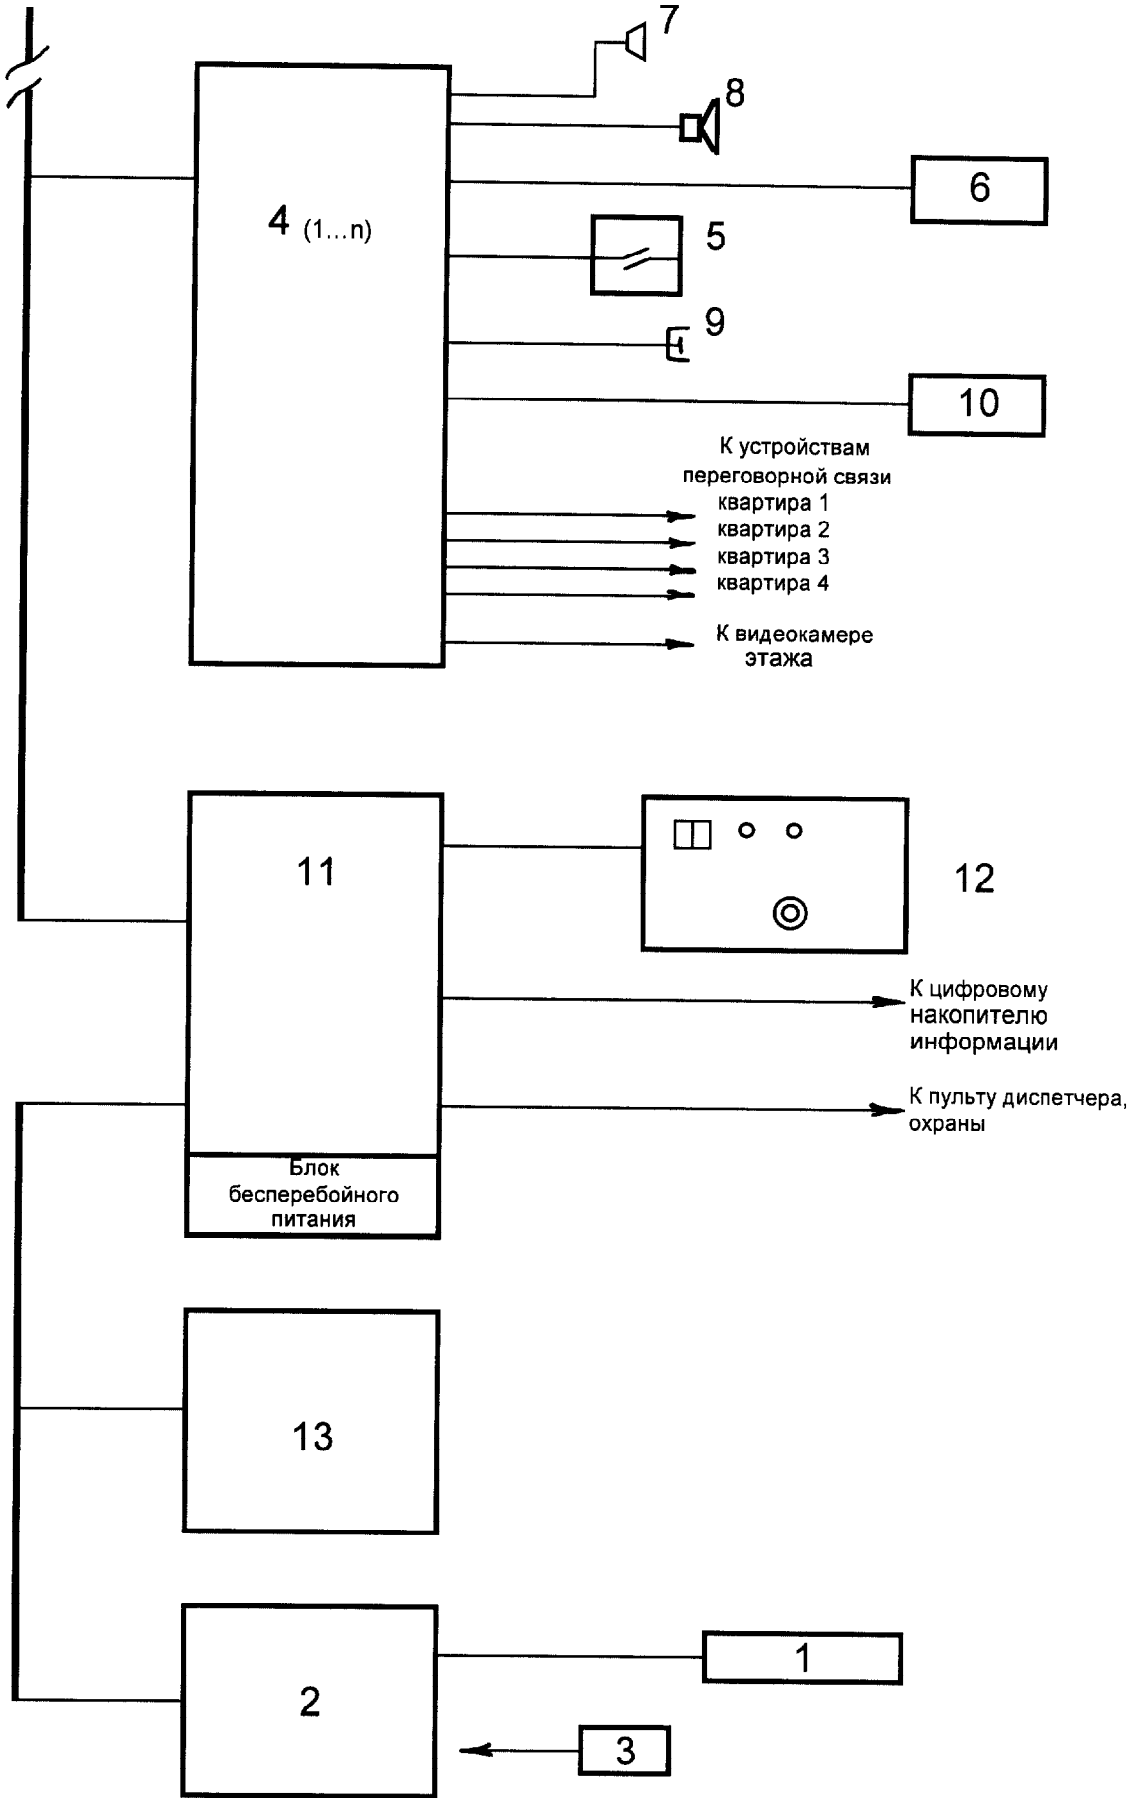 7
8
6
4 (1...n)
5
9
10
К устройствам
переговорной связи
квартира 1
квартира 2
квартира 3
квартира 4
К видеокамере
этажа
11
12
К цифровому
накопителю
информации
К пульту диспетчера,
охраны
Блок
бесперебойного
питания
13
1
2
3